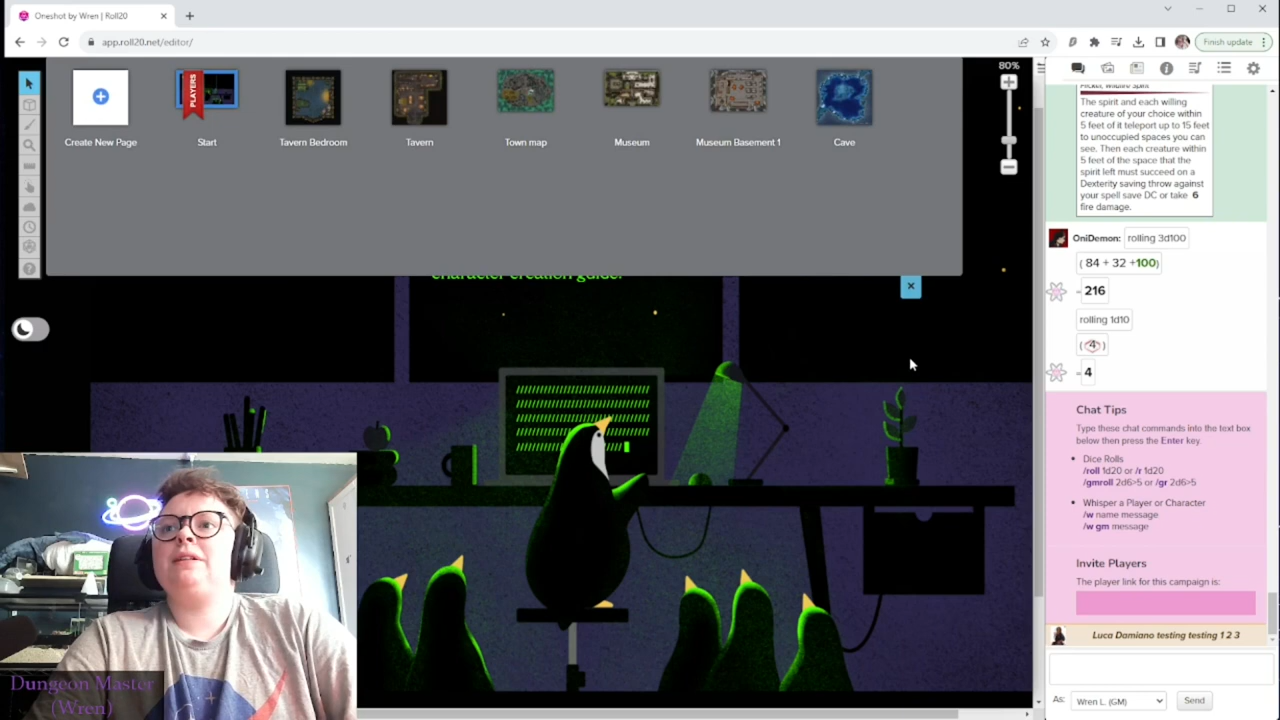 Oneshot by Wren | Roll20
app.roll20.net/editor/
Finish update
80%
PLAYERS
Create New Page
Start
Tavern Bedroom
Tavern
Town map
Museum
Museum Basement 1
Cave
character creation guide.
The spirit and each willing
creature of your choice within
5 feet of it teleport up to 15 feet
to unoccupied spaces you can
see. Then each creature within
5 feet of the space that the
spirit left must succeed on a
Dexterity saving throw against
your spell save DC or take 6
fire damage.
OniDemon: rolling 3d100
( 84 + 32 +100)
= 216
rolling 1d10
( 4 )
= 4
Chat Tips
Type these chat commands into the text box
below then press the Enter key.
Dice Rolls
/roll 1d20 or /r 1d20
/gmroll 2d6>5 or /gr 2d6>5
Whisper a Player or Character
/w name message
/w gm message
Invite Players
The player link for this campaign is:
Luca Damiano testing testing 1 2 3
As: Wren L. (GM)
Send
Dungeon Master
(Wren)